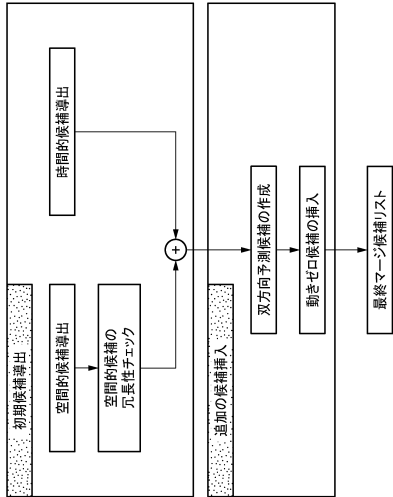 初期候補導出
空間的候補導出
時間的候補導出
空間的候補の
冗長性チェック
+
追加の候補挿入
双方向予測候補の作成
動きゼロ候補の挿入
最終マージ候補リスト